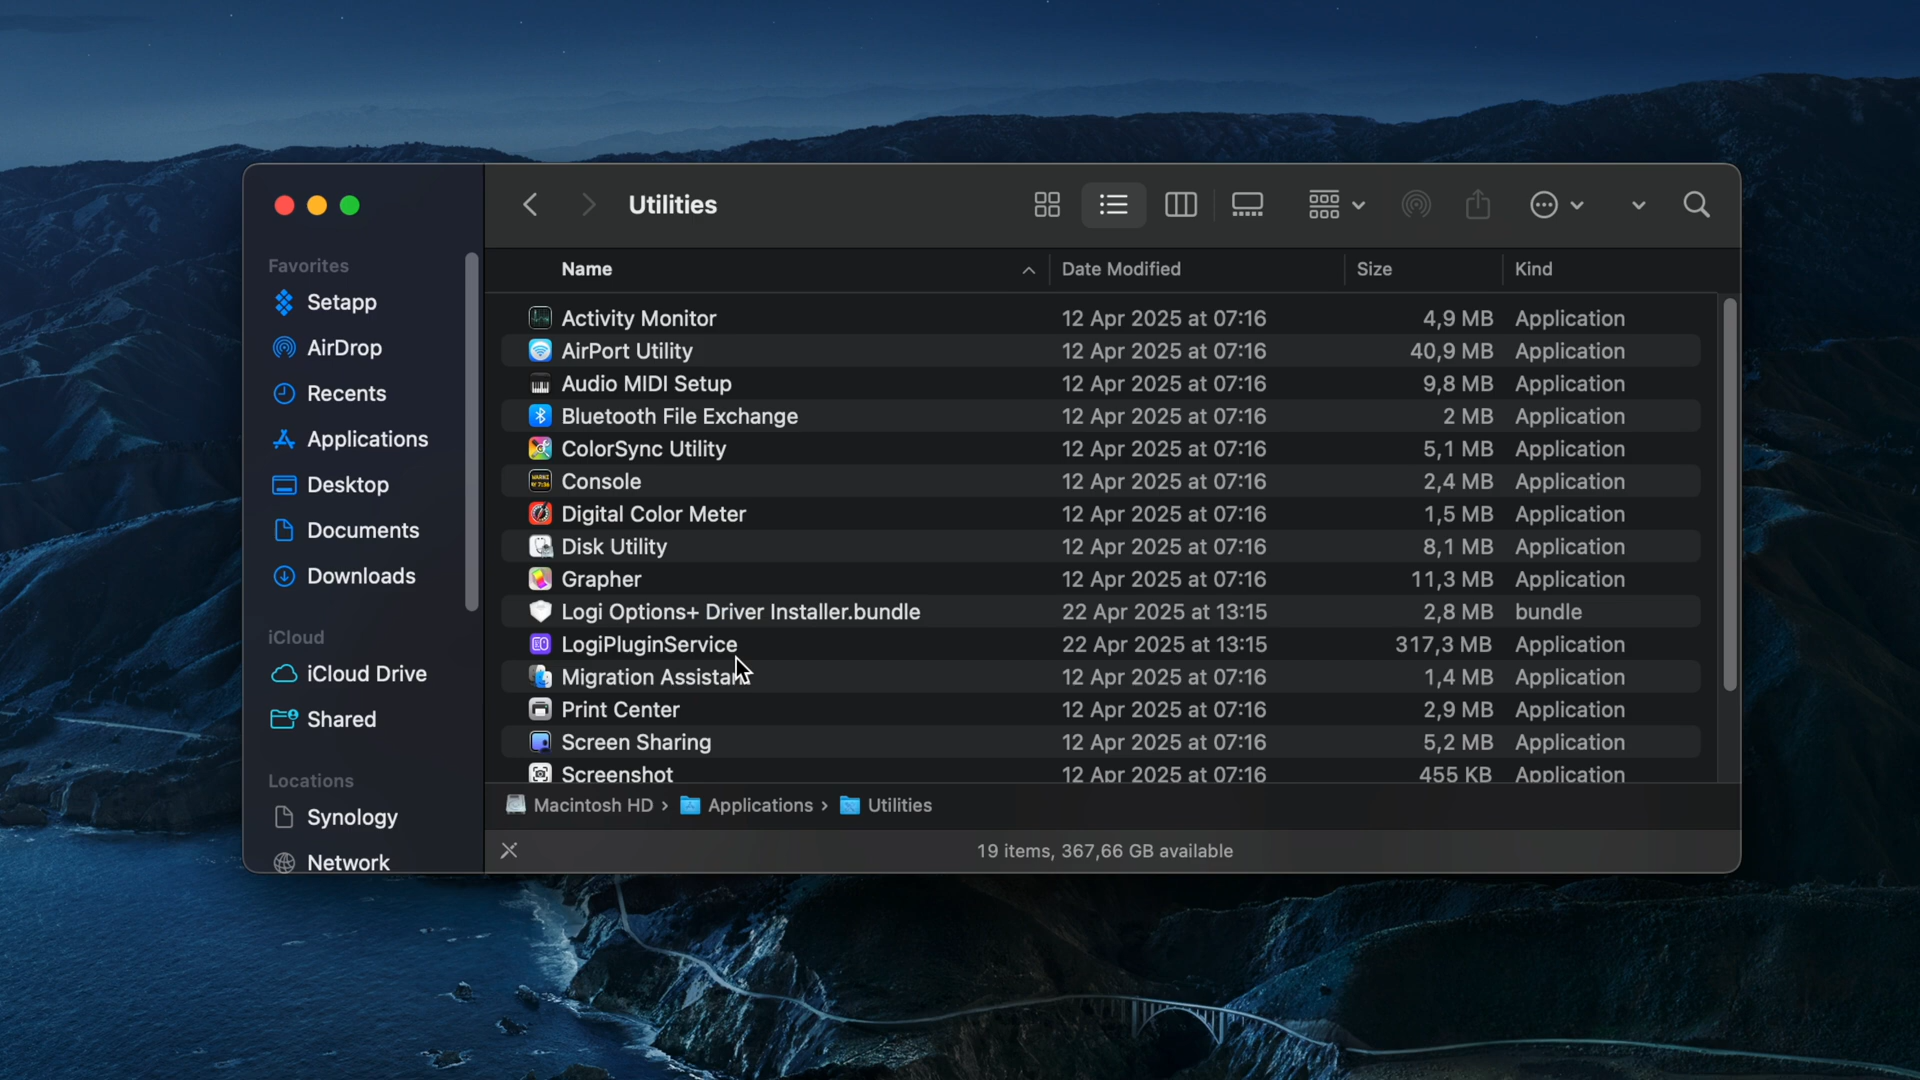 Utilities
Favorites
Setapp
AirDrop
Recents
Applications
Desktop
Documents
Downloads
iCloud
iCloud Drive
Shared
Locations
Synology
Network
Name Date Modified Size Kind
Activity Monitor 12 Apr 2025 at 07:16 4,9 MB Application
AirPort Utility 12 Apr 2025 at 07:16 40,9 MB Application
Audio MIDI Setup 12 Apr 2025 at 07:16 9,8 MB Application
Bluetooth File Exchange 12 Apr 2025 at 07:16 2 MB Application
ColorSync Utility 12 Apr 2025 at 07:16 5,1 MB Application
Console 12 Apr 2025 at 07:16 2,4 MB Application
Digital Color Meter 12 Apr 2025 at 07:16 1,5 MB Application
Disk Utility 12 Apr 2025 at 07:16 8,1 MB Application
Grapher 12 Apr 2025 at 07:16 11,3 MB Application
Logi Options+ Driver Installer.bundle 22 Apr 2025 at 13:15 2,8 MB bundle
LogiPluginService 22 Apr 2025 at 13:15 317,3 MB Application
Migration Assistant 12 Apr 2025 at 07:16 1,4 MB Application
Print Center 12 Apr 2025 at 07:16 2,9 MB Application
Screen Sharing 12 Apr 2025 at 07:16 5,2 MB Application
Screenshot 12 Apr 2025 at 07:16 455 KB Application
Macintosh HD › Applications › Utilities
19 items, 367,66 GB available